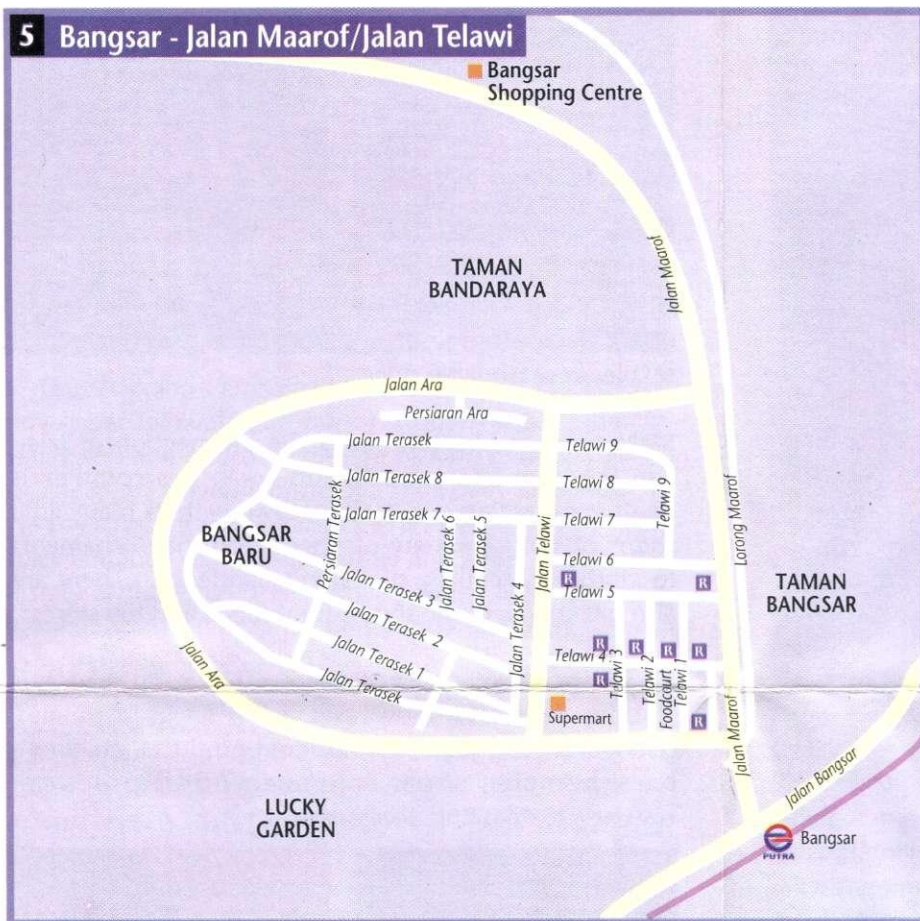 5 Bangsar - Jalan Maarof/Jalan Telawi
Bangsar
Shopping Centre
TAMAN
BANDARAYA
Jalan Maarof
Jalan Ara
Persiaran Ara
Jalan Terasek
Telawi 9
Jalan Terasek 8
Telawi 8
Jalan Terasek 7
Telawi 7
Telawi 9
Lorong Maarof
BANGSAR
BARU
Persiaran Terasek
Jalan Terasek 6
Jalan Terasek 5
Jalan Telawi
Telawi 6
R
R
Telawi 5
TAMAN
BANGSAR
Jalan Terasek 3
Jalan Terasek 4
Jalan Terasek 2
Jalan Terasek 1
Jalan Terasek
Telawi 4
R
R
R
R
R
Telawi 3
Telawi 2
Foodcourt
Telawi 1
R
Supermart
Jalan Ara
Jalan Maarof
Jalan Bangsar
LUCKY
GARDEN
PUTRA
Bangsar